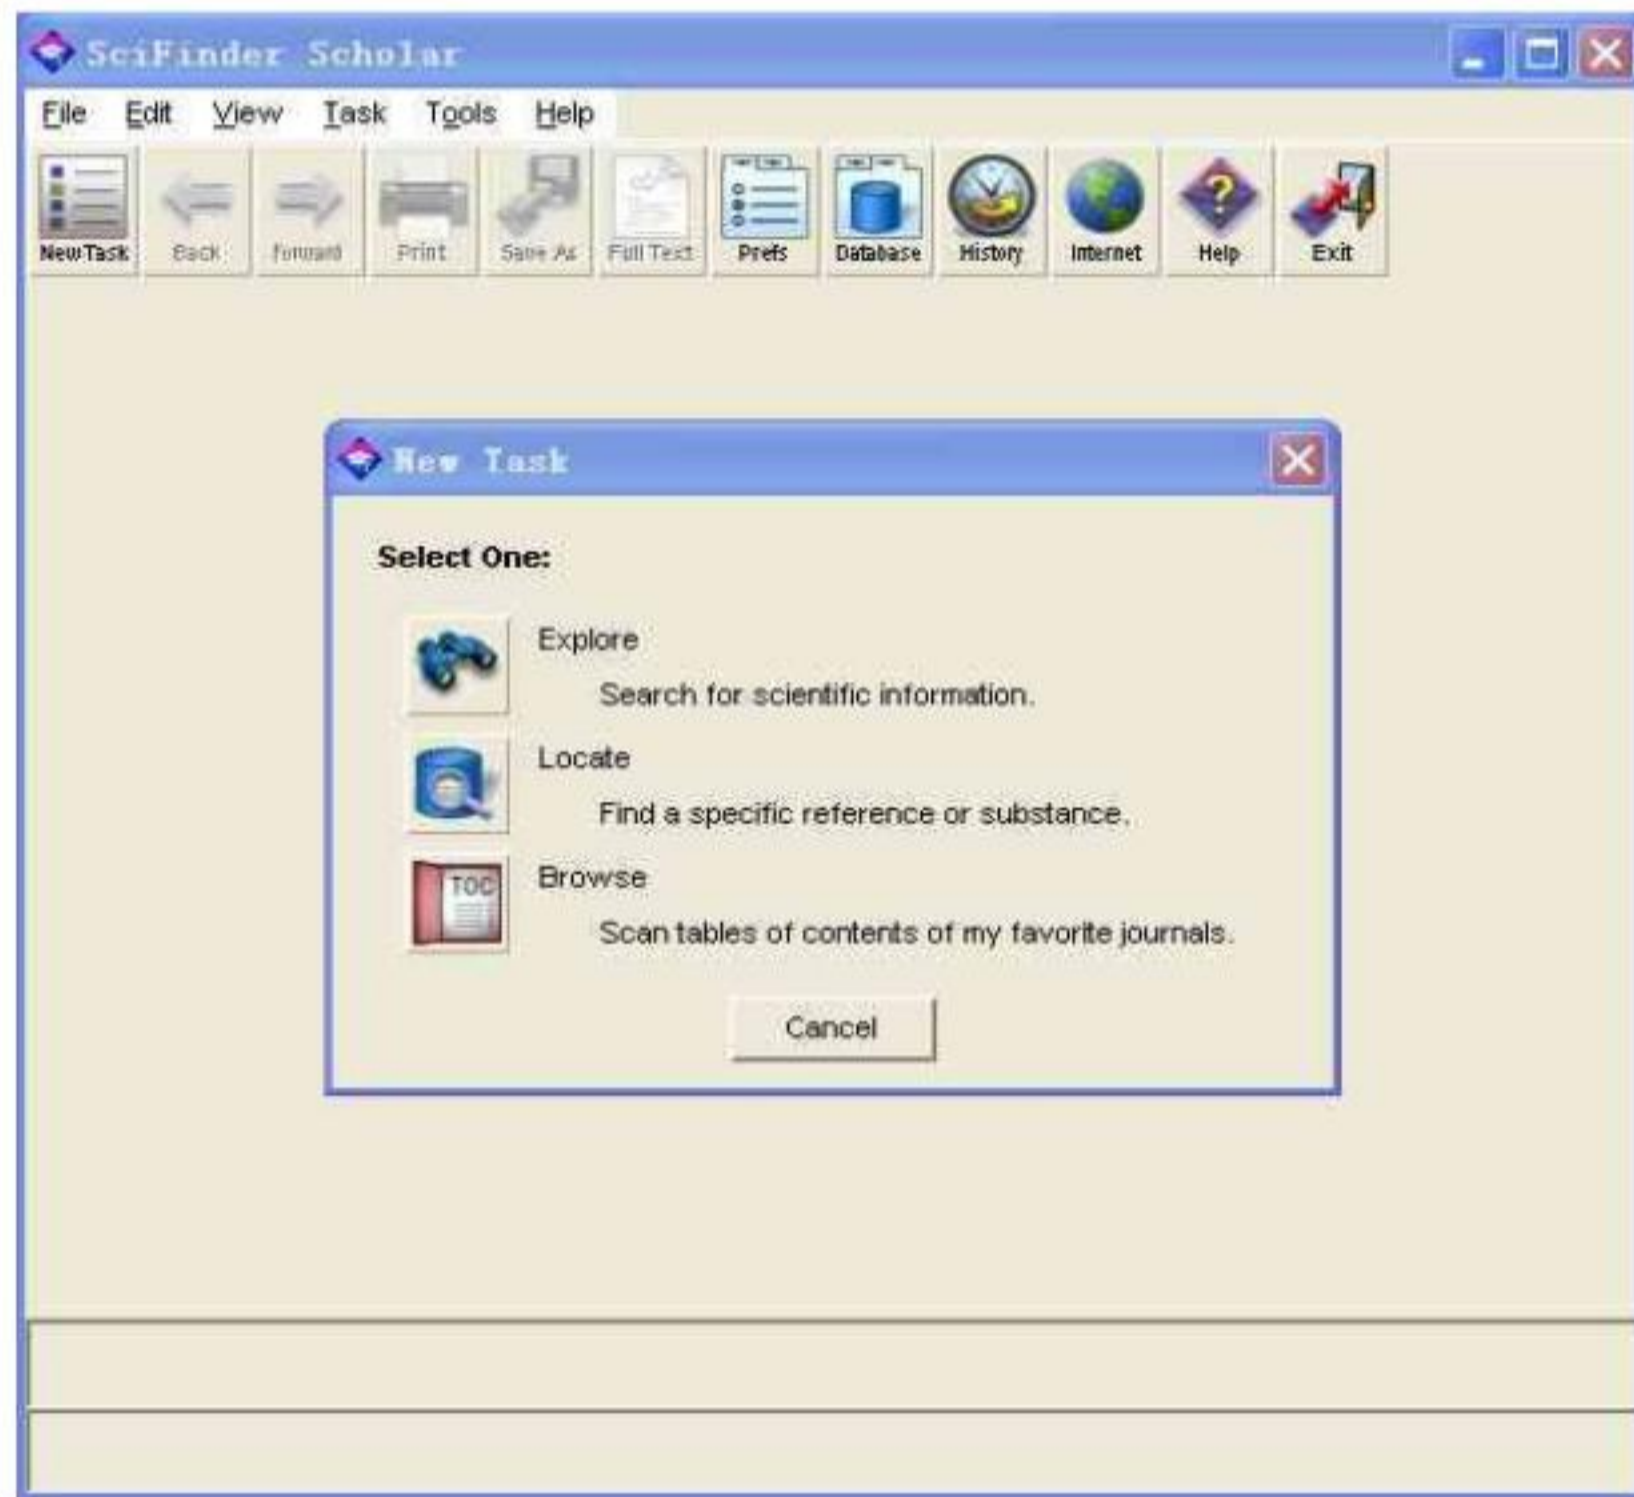 SciFinder Scholar
File Edit View Task Tools Help
New Task Back Forward Print Save As Full Text Prefs Database History Internet Help Exit
New Task
Select One:
Explore
Search for scientific information.
Locate
Find a specific reference or substance.
TOC
Browse
Scan tables of contents of my favorite journals.
Cancel